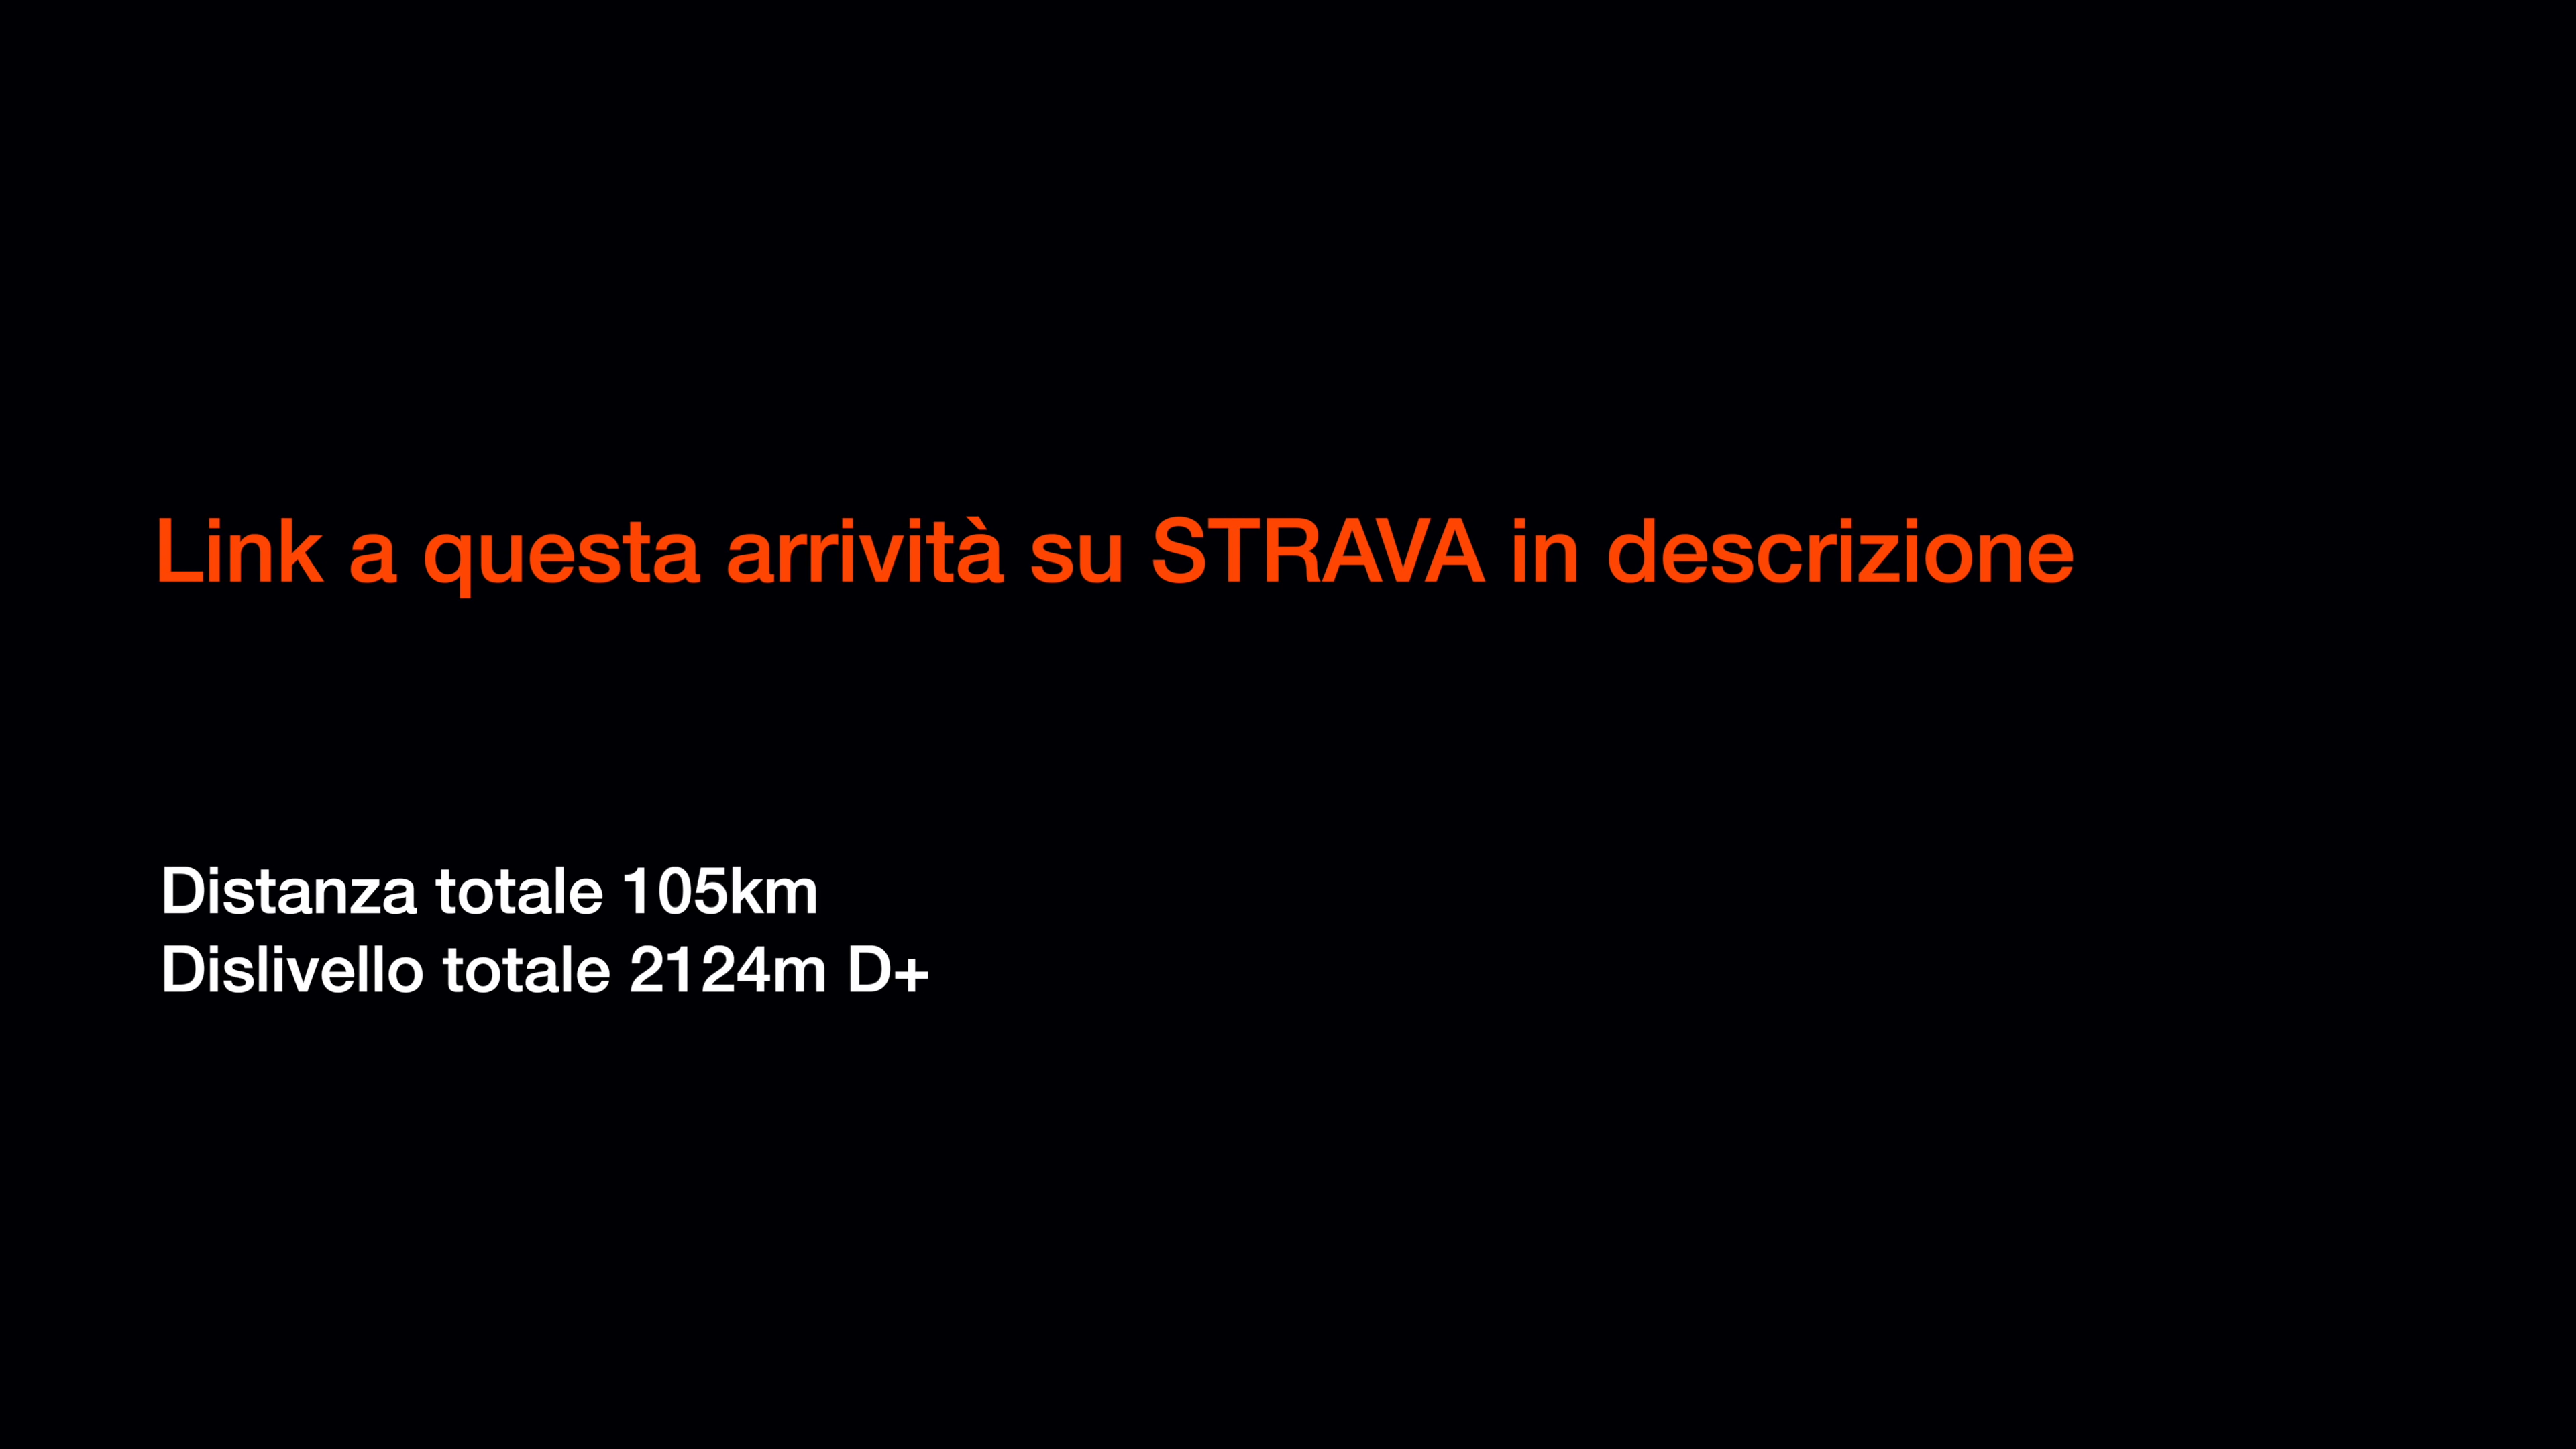 Link a questa arrività su STRAVA in descrizione
Distanza totale 105km
Dislivello totale 2124m D+